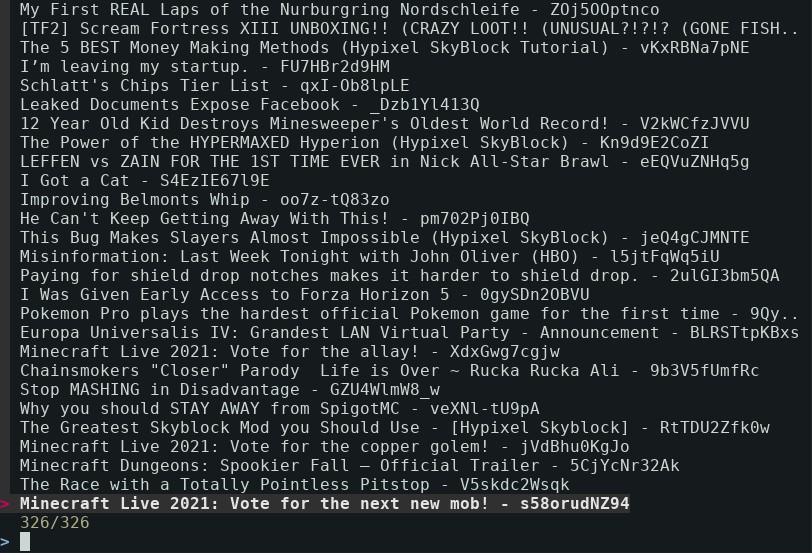 My First REAL Laps of the Nurburgring Nordschleife - ZOj5OOptnco
[TF2] Scream Fortress XIII UNBOXING!! (CRAZY LOOT!! (UNUSUAL?!?!? (GONE FISH..
The 5 BEST Money Making Methods (Hypixel SkyBlock Tutorial) - vKxRBNa7pNE
I’m leaving my startup. - FU7HBr2d9HM
Schlatt's Chips Tier List - qxI-Ob8lpLE
Leaked Documents Expose Facebook - _Dzb1Yl413Q
12 Year Old Kid Destroys Minesweeper's Oldest World Record! - V2kWCfzJVVU
The Power of the HYPERMAXED Hyperion (Hypixel SkyBlock) - Kn9d9E2CoZI
LEFFEN vs ZAIN FOR THE 1ST TIME EVER in Nick All-Star Brawl - eEQVuZNHq5g
I Got a Cat - S4EzIE67l9E
Improving Belmonts Whip - oo7z-tQ83zo
He Can't Keep Getting Away With This! - pm702Pj0IBQ
This Bug Makes Slayers Almost Impossible (Hypixel SkyBlock) - jeQ4gCJMNTE
Misinformation: Last Week Tonight with John Oliver (HBO) - l5jtFqWq5iU
Paying for shield drop notches makes it harder to shield drop. - 2ulGI3bm5QA
I Was Given Early Access to Forza Horizon 5 - 0gySDn2OBVU
Pokemon Pro plays the hardest official Pokemon game for the first time - 9Qy..
Europa Universalis IV: Grandest LAN Virtual Party - Announcement - BLRSTtpKBxs
Minecraft Live 2021: Vote for the allay! - XdxGwg7cgjw
Chainsmokers "Closer" Parody  Life is Over ~ Rucka Rucka Ali - 9b3V5fUmfRc
Stop MASHING in Disadvantage - GZU4WlmW8_w
Why you should STAY AWAY from SpigotMC - veXNl-tU9pA
The Greatest Skyblock Mod you Should Use - [Hypixel Skyblock] - RtTDU2Zfk0w
Minecraft Live 2021: Vote for the copper golem! - jVdBhu0KgJo
Minecraft Dungeons: Spookier Fall – Official Trailer - 5CjYcNr32Ak
The Race with a Totally Pointless Pitstop - V5skdc2Wsqk
> Minecraft Live 2021: Vote for the next new mob! - s58orudNZ94
326/326
>